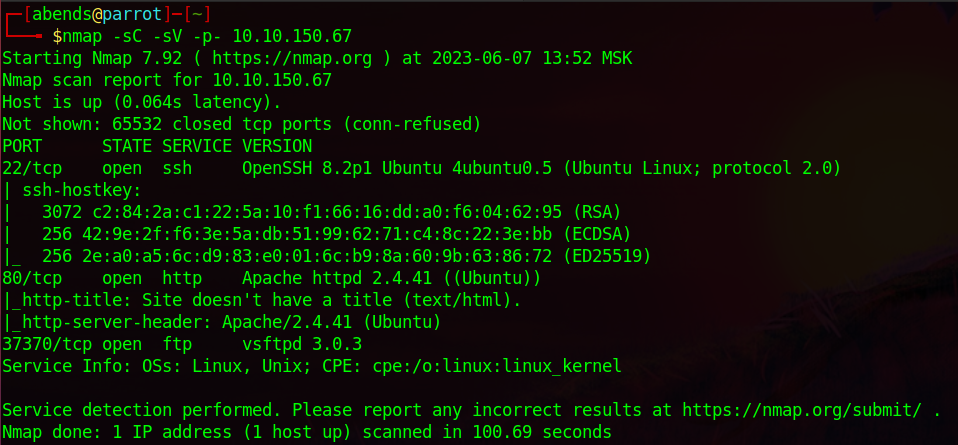 ┌─[abends@parrot]─[~]
└──╼ $nmap -sC -sV -p- 10.10.150.67
Starting Nmap 7.92 ( https://nmap.org ) at 2023-06-07 13:52 MSK
Nmap scan report for 10.10.150.67
Host is up (0.064s latency).
Not shown: 65532 closed tcp ports (conn-refused)
PORT      STATE SERVICE VERSION
22/tcp    open  ssh     OpenSSH 8.2p1 Ubuntu 4ubuntu0.5 (Ubuntu Linux; protocol 2.0)
| ssh-hostkey:
|   3072 c2:84:2a:c1:22:5a:10:f1:66:16:dd:a0:f6:04:62:95 (RSA)
|   256 42:9e:2f:f6:3e:5a:db:51:99:62:71:c4:8c:22:3e:bb (ECDSA)
|_  256 2e:a0:a5:6c:d9:83:e0:01:6c:b9:8a:60:9b:63:86:72 (ED25519)
80/tcp    open  http    Apache httpd 2.4.41 ((Ubuntu))
|_http-title: Site doesn't have a title (text/html).
|_http-server-header: Apache/2.4.41 (Ubuntu)
37370/tcp open  ftp     vsftpd 3.0.3
Service Info: OSs: Linux, Unix; CPE: cpe:/o:linux:linux_kernel

Service detection performed. Please report any incorrect results at https://nmap.org/submit/ .
Nmap done: 1 IP address (1 host up) scanned in 100.69 seconds